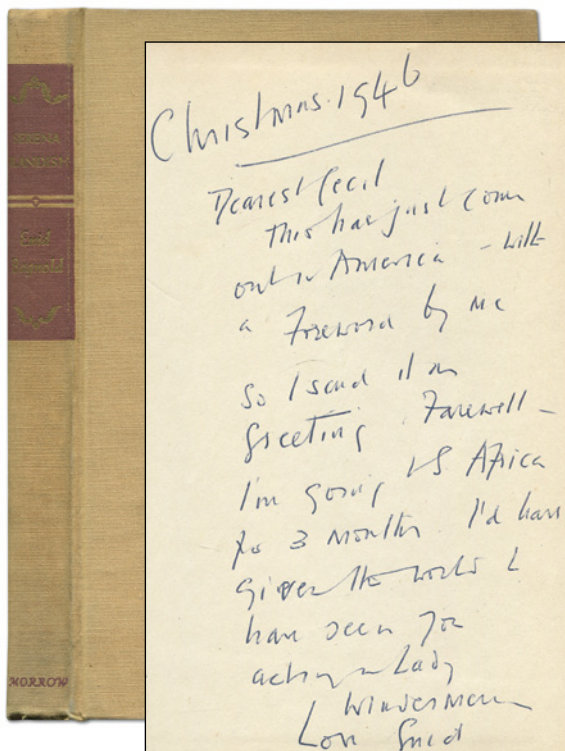 SERENA
LANDISH
Enid
Bagnold
MORROW
Christmas. 1946
Dearest Cecil
This has just come
out in America – with
a Foreword by me
So I send it in
Greeting. Farewell –
I'm going to S Africa
for 3 months. I'd have
given the world to
have seen you
acting in Lady
Windermere
Love Enid